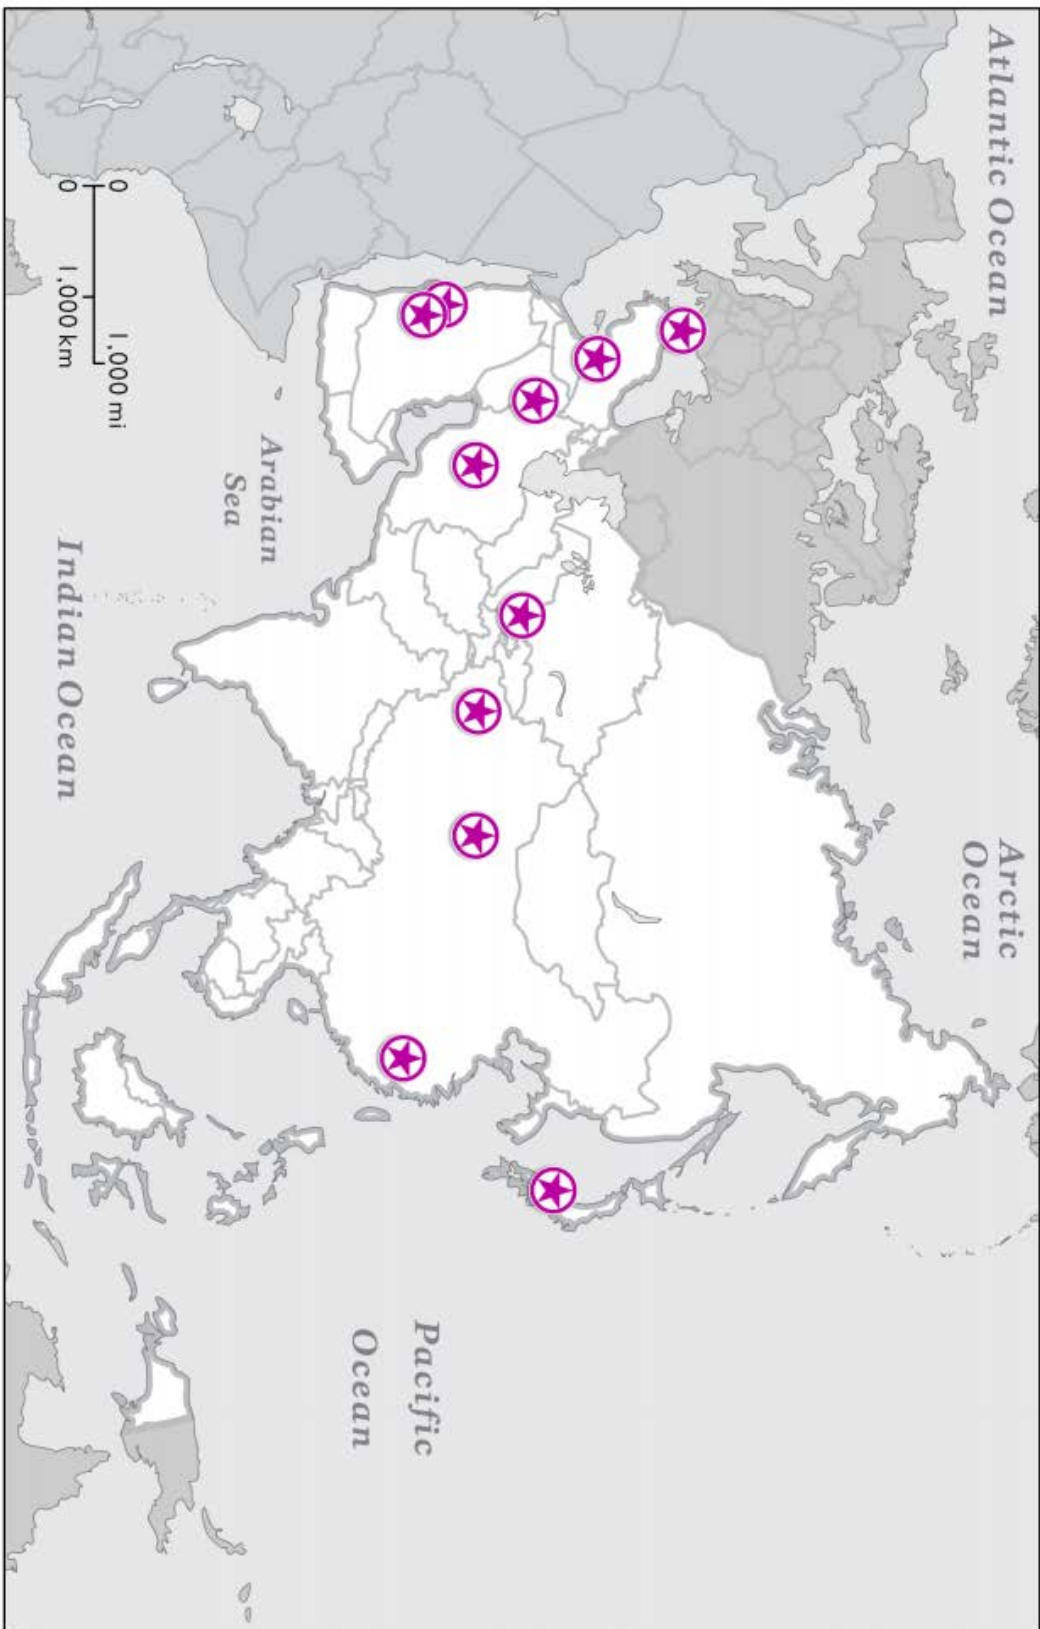 Atlantic Ocean
Arctic
Ocean
Arabian
Sea
Indian Ocean
Pacific
Ocean
0
1,000 mi
0
1,000 km